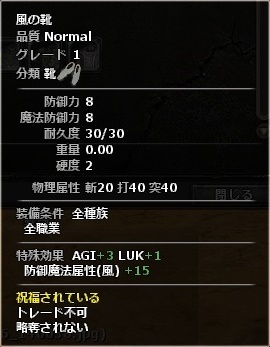 風の靴
品質 Normal
グレード 1
分類 靴
防御力 8
魔法防御力 8
耐久度 30/30
重量 0.00
硬度 2
物理属性 斬20 打40 突40
閉じる
装備条件 全種族
全職業
特殊効果 AGI+3 LUK+1
防御魔法属性(風) +15
祝福されている
トレード不可
略奪されない